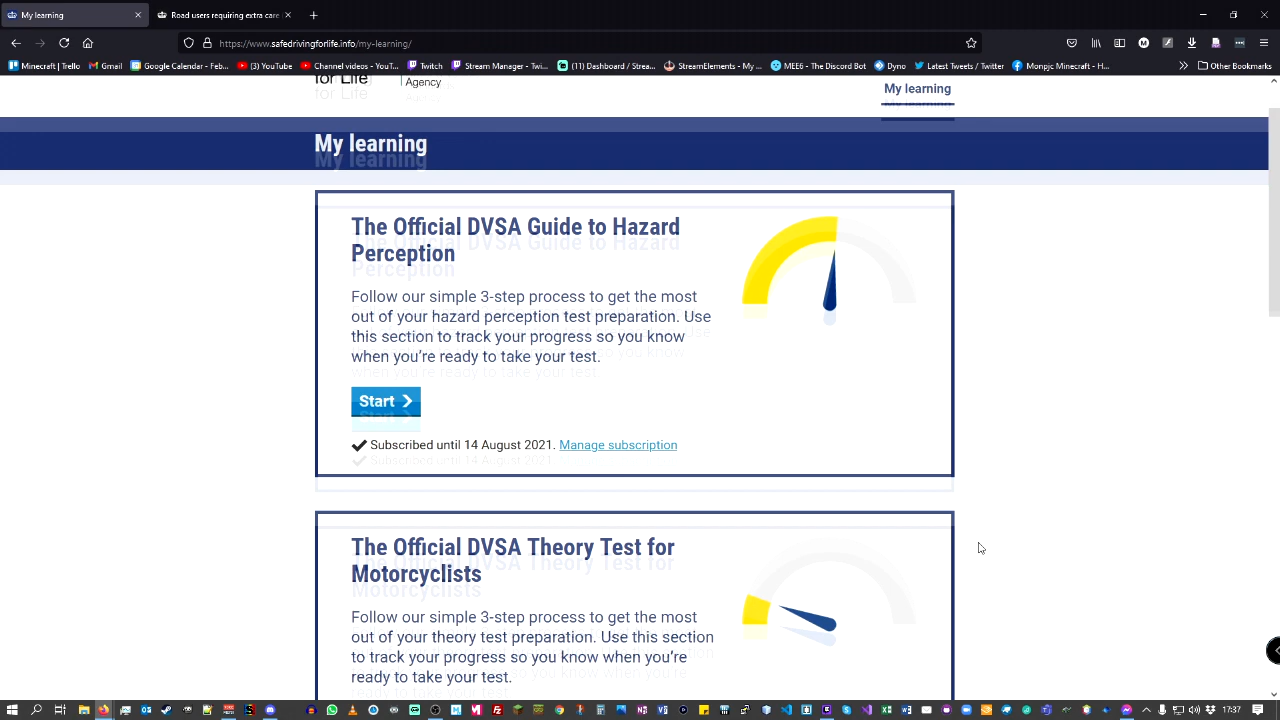 My learning
Road users requiring extra care
https://www.safedrivingforlife.info/my-learning/
Minecraft | Trello
Gmail
Google Calendar - Feb...
(3) YouTube
Channel videos - YouT...
Twitch
Stream Manager - Twi...
(11) Dashboard / Strea...
StreamElements - My ...
MEE6 - The Discord Bot
Dyno
Latest Tweets / Twitter
Monpjc Minecraft - H...
Other Bookmarks
for Life
Agency
My learning
My learning
The Official DVSA Guide to Hazard
Perception
Follow our simple 3-step process to get the most
out of your hazard perception test preparation. Use
this section to track your progress so you know
when you're ready to take your test.
Start
Subscribed until 14 August 2021. Manage subscription
The Official DVSA Theory Test for
Motorcyclists
Follow our simple 3-step process to get the most
out of your theory test preparation. Use this section
to track your progress so you know when you're
ready to take your test.
ENG
17:37